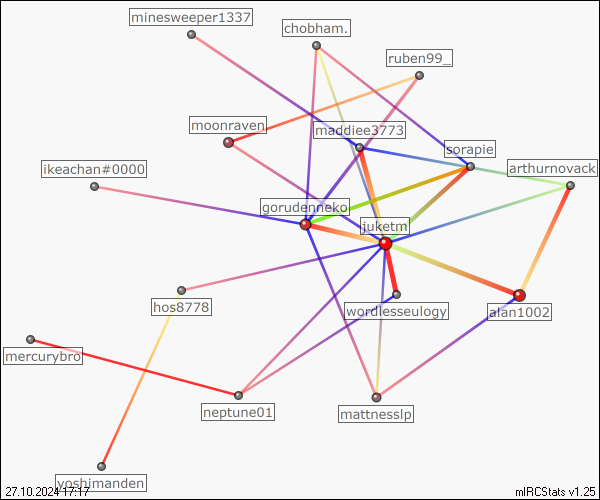 minesweeper1337
chobham.
ruben99_
moonraven
maddiee3773
sorapie
ikeachan#0000
arthurnovack
gorudenneko
juketm
hos8778
wordlesseulogy
alan1002
mercurybro
neptune01
mattnesslp
yoshimanden
27.10.2024 17:17
mIRCStats v1.25